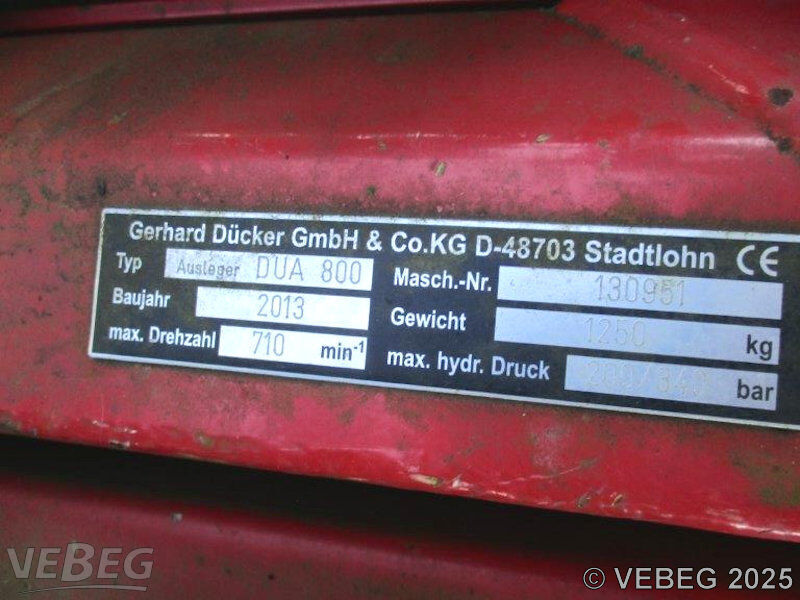 Gerhard Dücker GmbH & Co.KG D-48703 Stadtlohn CE
Typ Ausleger DUA 800
Masch.-Nr. 130951
Baujahr 2013
Gewicht 1250 kg
max. Drehzahl 710 min-1
max. hydr. Druck bar
VEBEG
© VEBEG 2025